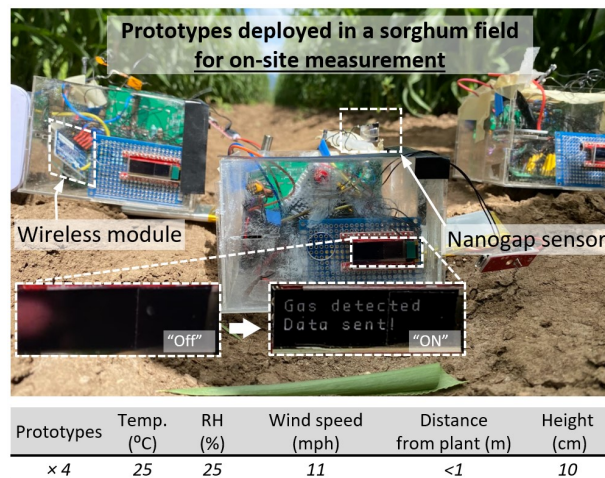 Prototypes deployed in a sorghum field
for on-site measurement
Wireless module
Nanogap sensor
Gas detected
Data sent!
“Off”
“ON”
Prototypes Temp. (⁰C) RH (%) Wind speed (mph) Distance from plant (m) Height (cm)
× 4 25 25 11 <1 10